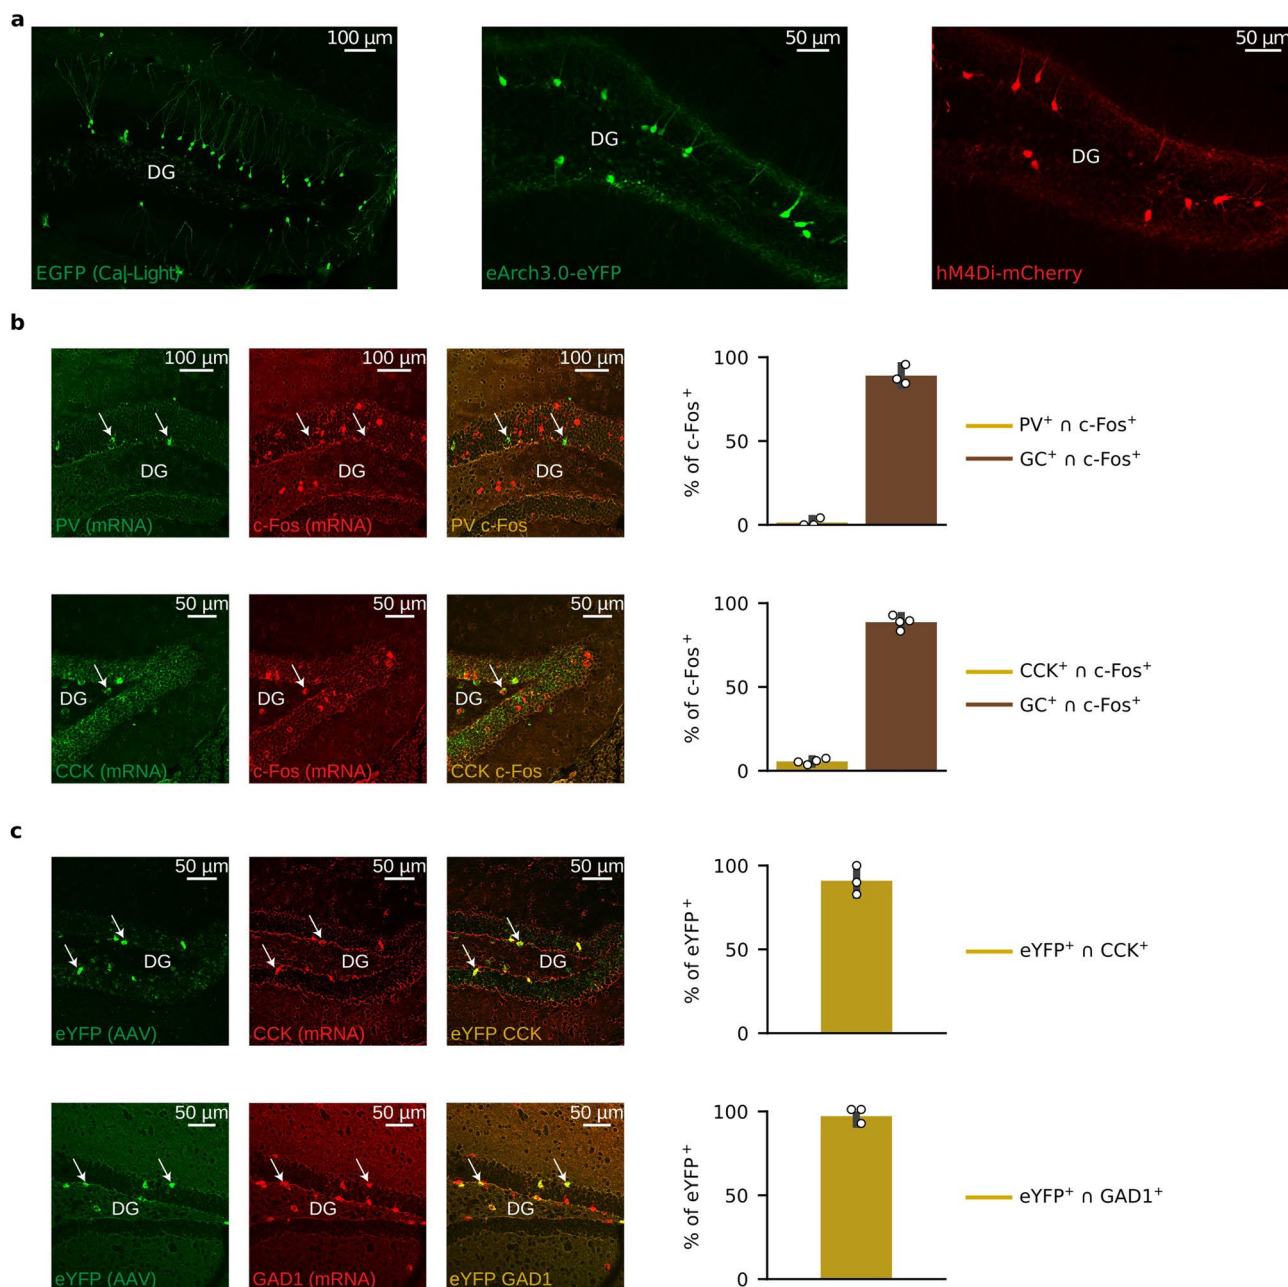 a
100 µm
50 µm
50 µm
DG
DG
DG
EGFP (Cal-Light)
eArch3.0-eYFP
hM4Di-mCherry
b
100 µm
100 µm
100 µm
DG
DG
DG
PV (mRNA)
c-Fos (mRNA)
PV c-Fos
% of c-Fos⁺
100
50
0
PV⁺ ∩ c-Fos⁺
GC⁺ ∩ c-Fos⁺
50 µm
50 µm
50 µm
DG
DG
DG
CCK (mRNA)
c-Fos (mRNA)
CCK c-Fos
% of c-Fos⁺
100
50
0
CCK⁺ ∩ c-Fos⁺
GC⁺ ∩ c-Fos⁺
c
50 µm
50 µm
50 µm
DG
DG
DG
eYFP (AAV)
CCK (mRNA)
eYFP CCK
% of eYFP⁺
100
50
0
eYFP⁺ ∩ CCK⁺
50 µm
50 µm
50 µm
DG
DG
DG
eYFP (AAV)
GAD1 (mRNA)
eYFP GAD1
% of eYFP⁺
100
50
0
eYFP⁺ ∩ GAD1⁺